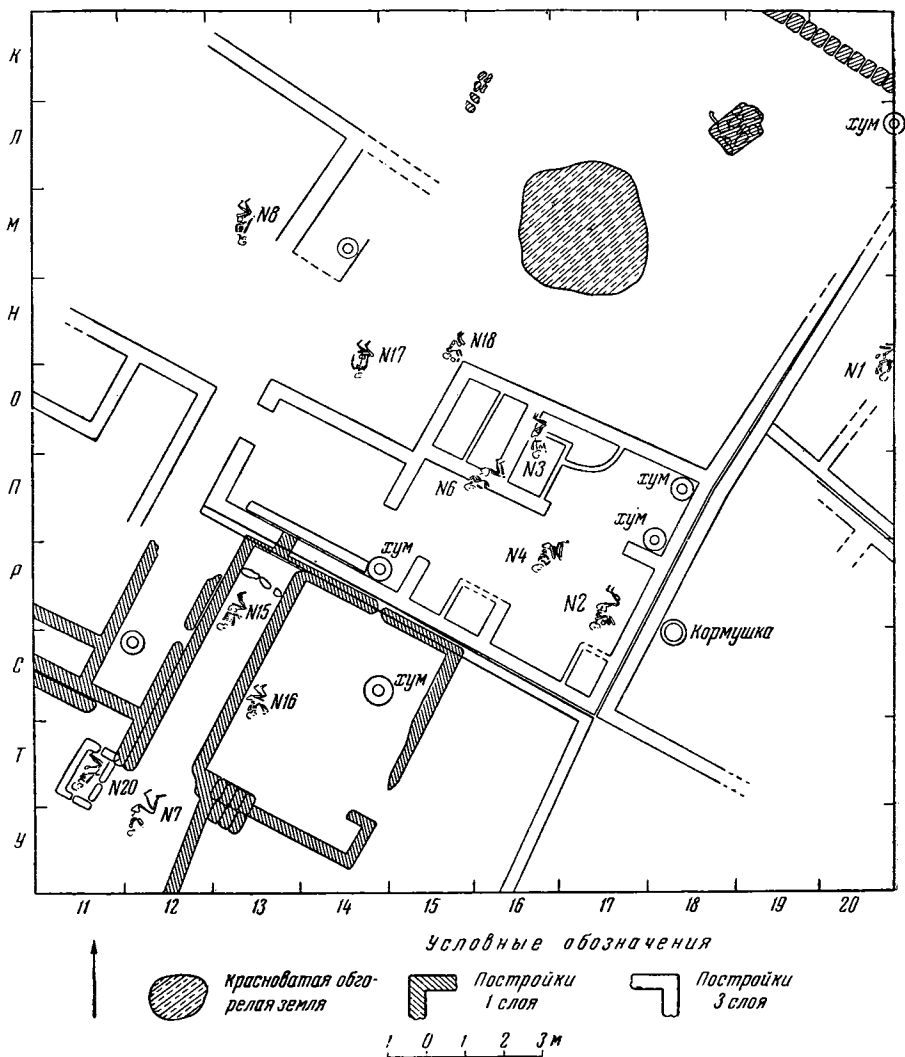 К
Л
хум
М
N8
Н
N17
N18
N1
О
N3
П
N6
хум
хум
N4
Р
хум
N2
N15
Кормушка
С
N16
хум
Т
N20
N7
У
11 12 13 14 15 16 17 18 19 20
Условные обозначения
Красноватая обго-
релая земля
Постройки
1 слоя
Постройки
3 слоя
1 0 1 2 3 м